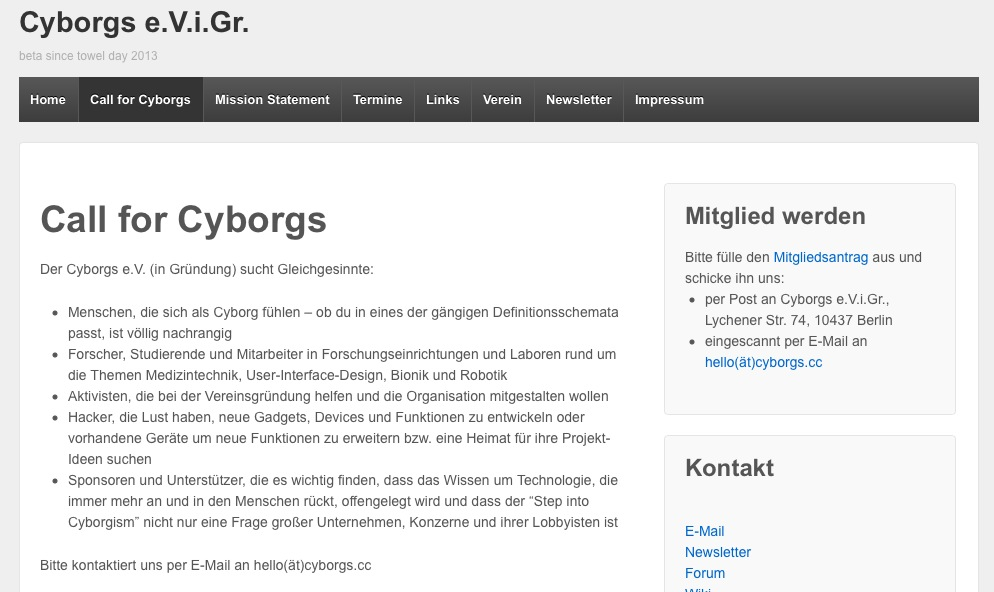 Cyborgs e.V.i.Gr.
beta since towel day 2013
Home Call for Cyborgs Mission Statement Termine Links Verein Newsletter Impressum
Call for Cyborgs
Der Cyborgs e.V. (in Gründung) sucht Gleichgesinnte:
Menschen, die sich als Cyborg fühlen – ob du in eines der gängigen Definitionsschemata
passt, ist völlig nachrangig
Forscher, Studierende und Mitarbeiter in Forschungseinrichtungen und Laboren rund um
die Themen Medizintechnik, User-Interface-Design, Bionik und Robotik
Aktivisten, die bei der Vereinsgründung helfen und die Organisation mitgestalten wollen
Hacker, die Lust haben, neue Gadgets, Devices und Funktionen zu entwickeln oder
vorhandene Geräte um neue Funktionen zu erweitern bzw. eine Heimat für ihre Projekt-
Ideen suchen
Sponsoren und Unterstützer, die es wichtig finden, dass das Wissen um Technologie, die
immer mehr an und in den Menschen rückt, offengelegt wird und dass der “Step into
Cyborgism” nicht nur eine Frage großer Unternehmen, Konzerne und ihrer Lobbyisten ist
Bitte kontaktiert uns per E-Mail an hello(ät)cyborgs.cc
Mitglied werden
Bitte fülle den Mitgliedsantrag aus und
schicke ihn uns:
per Post an Cyborgs e.V.i.Gr.,
Lychener Str. 74, 10437 Berlin
eingescannt per E-Mail an
hello(ät)cyborgs.cc
Kontakt
E-Mail
Newsletter
Forum
Wiki